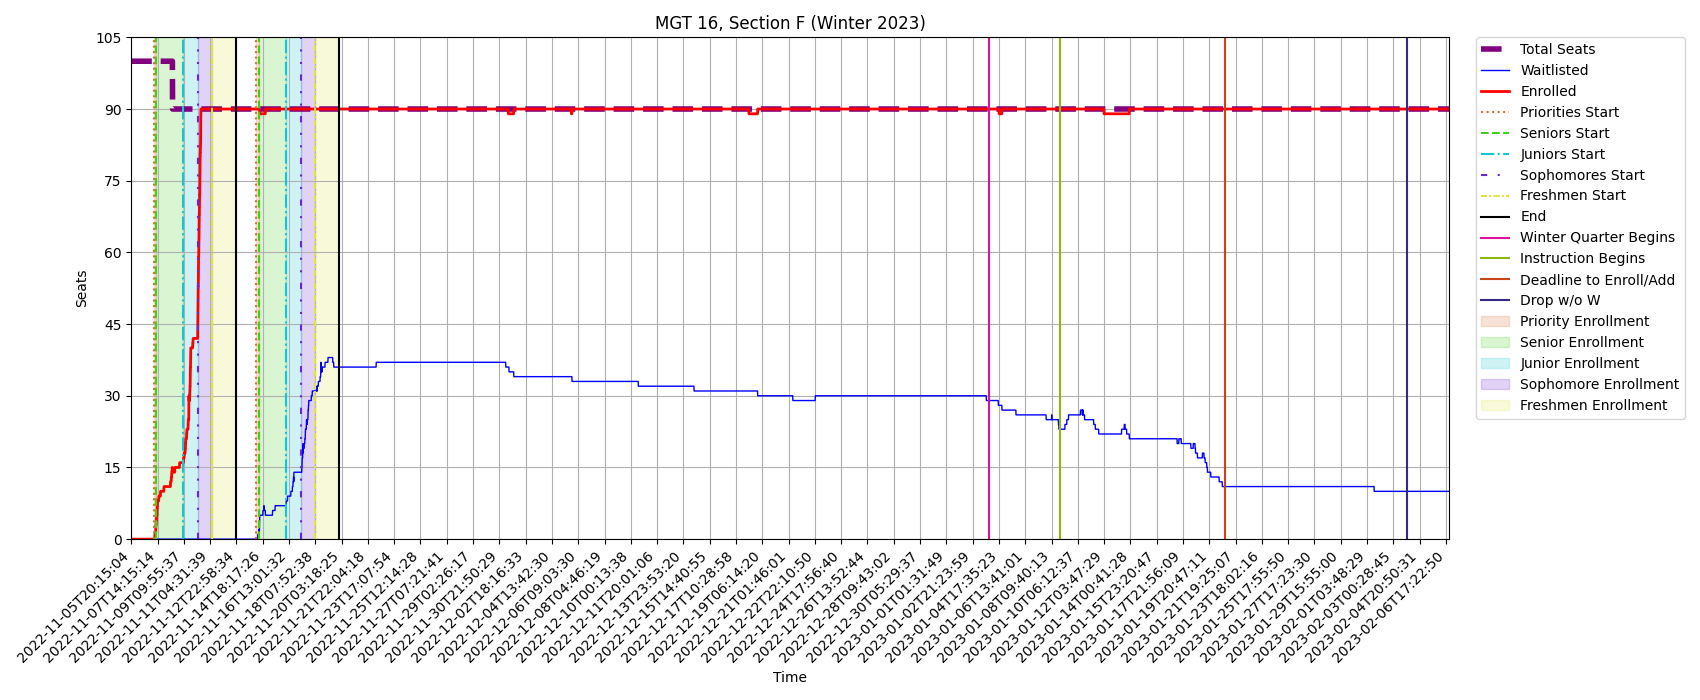 MGT 16, Section F (Winter 2023)
105
90
75
60
45
30
15
0
Seats
2022-11-05T20:15:04
2022-11-07T14:15:14
2022-11-09T09:55:37
2022-11-11T04:31:39
2022-11-12T22:58:34
2022-11-14T18:17:26
2022-11-16T13:01:32
2022-11-18T07:52:38
2022-11-20T03:18:25
2022-11-21T22:04:18
2022-11-23T17:07:54
2022-11-25T12:14:28
2022-11-27T07:21:41
2022-11-29T02:26:17
2022-11-30T21:50:29
2022-12-02T18:16:33
2022-12-04T13:42:30
2022-12-06T09:03:30
2022-12-08T04:46:19
2022-12-10T00:13:38
2022-12-11T20:01:06
2022-12-13T23:53:20
2022-12-15T14:40:55
2022-12-17T10:28:58
2022-12-19T06:14:20
2022-12-21T01:46:01
2022-12-22T22:10:50
2022-12-24T17:56:40
2022-12-26T13:52:44
2022-12-28T09:43:02
2022-12-30T05:29:37
2023-01-01T01:31:49
2023-01-02T21:23:59
2023-01-04T17:35:23
2023-01-06T13:41:01
2023-01-08T09:40:13
2023-01-10T06:12:37
2023-01-12T03:47:29
2023-01-14T00:41:28
2023-01-15T23:20:47
2023-01-17T21:56:09
2023-01-19T20:47:11
2023-01-21T19:25:07
2023-01-23T18:02:16
2023-01-25T17:55:50
2023-01-27T17:23:30
2023-01-29T15:55:00
2023-02-01T03:48:29
2023-02-03T00:28:45
2023-02-04T20:50:31
2023-02-06T17:22:50
Time
Total Seats
Waitlisted
Enrolled
Priorities Start
Seniors Start
Juniors Start
Sophomores Start
Freshmen Start
End
Winter Quarter Begins
Instruction Begins
Deadline to Enroll/Add
Drop w/o W
Priority Enrollment
Senior Enrollment
Junior Enrollment
Sophomore Enrollment
Freshmen Enrollment